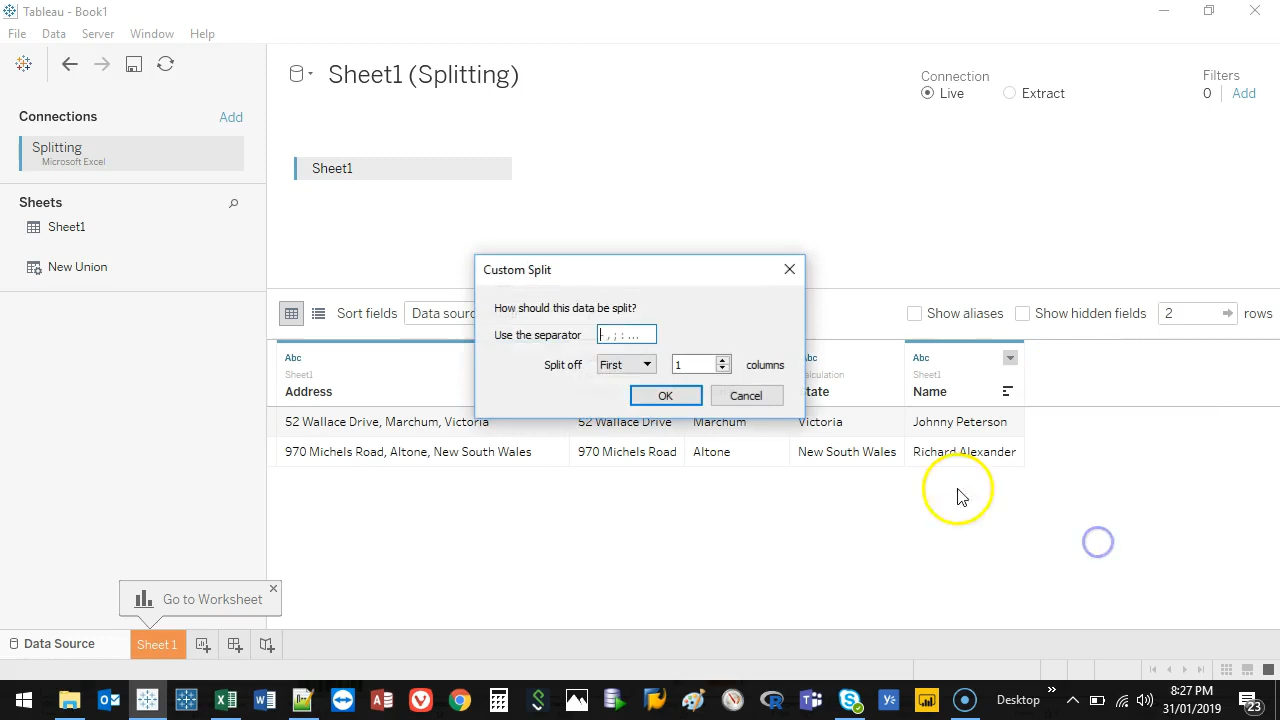 Tableau - Book1
File Data Server Window Help
Sheet1 (Splitting)
Connection
Live Extract
Filters
0 Add
Connections Add
Splitting
Microsoft Excel
Sheets
Sheet1
New Union
Sheet1
Custom Split
How should this data be split?
Use the separator - , ; : ...
Split off First 1 columns
OK Cancel
Sort fields Data sourc
Show aliases Show hidden fields 2 rows
Abc
Sheet1
Address
Abc
alculation
tate
Abc
Sheet1
Name
52 Wallace Drive, Marchum, Victoria 52 Wallace Drive Marchum Victoria Johnny Peterson
970 Michels Road, Altone, New South Wales 970 Michels Road Altone New South Wales Richard Alexander
Go to Worksheet
Data Source Sheet 1
Desktop
8:27 PM
31/01/2019
23